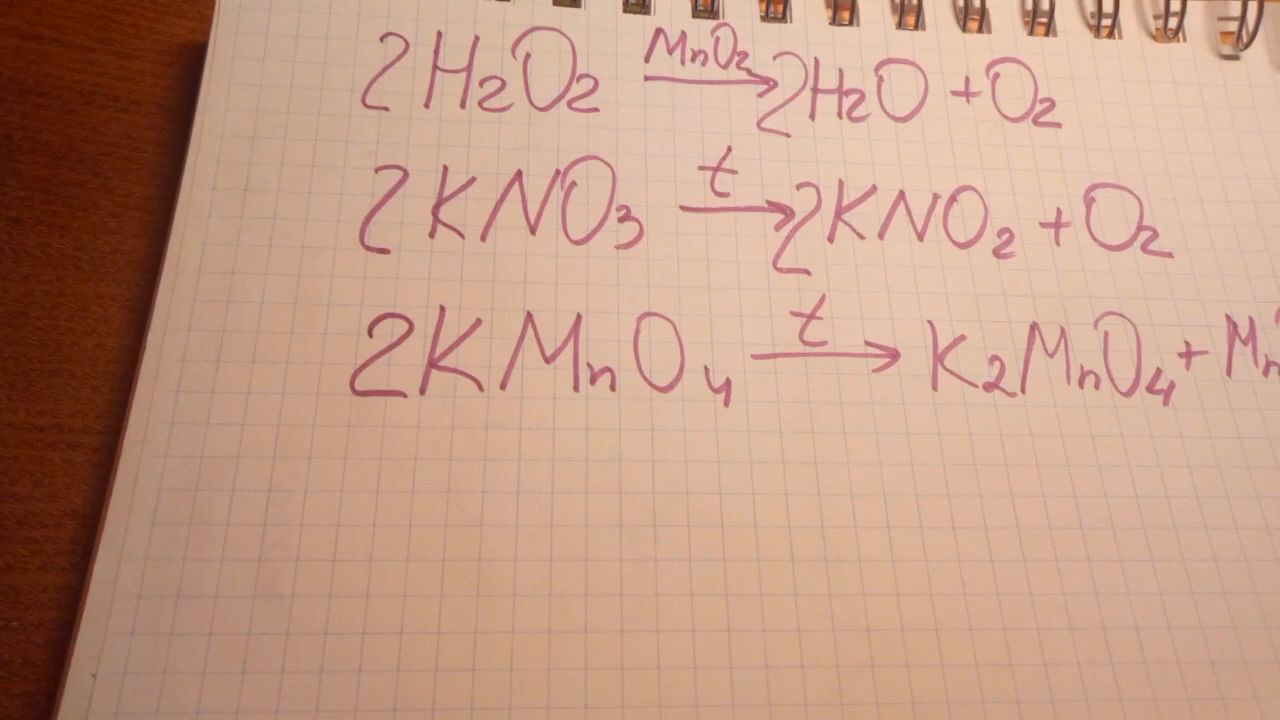 2H₂O₂ →(MnO₂) 2H₂O + O₂
2KNO₃ →(t) 2KNO₂ + O₂
2KMnO₄ →(t) K₂MnO₄ + Mn